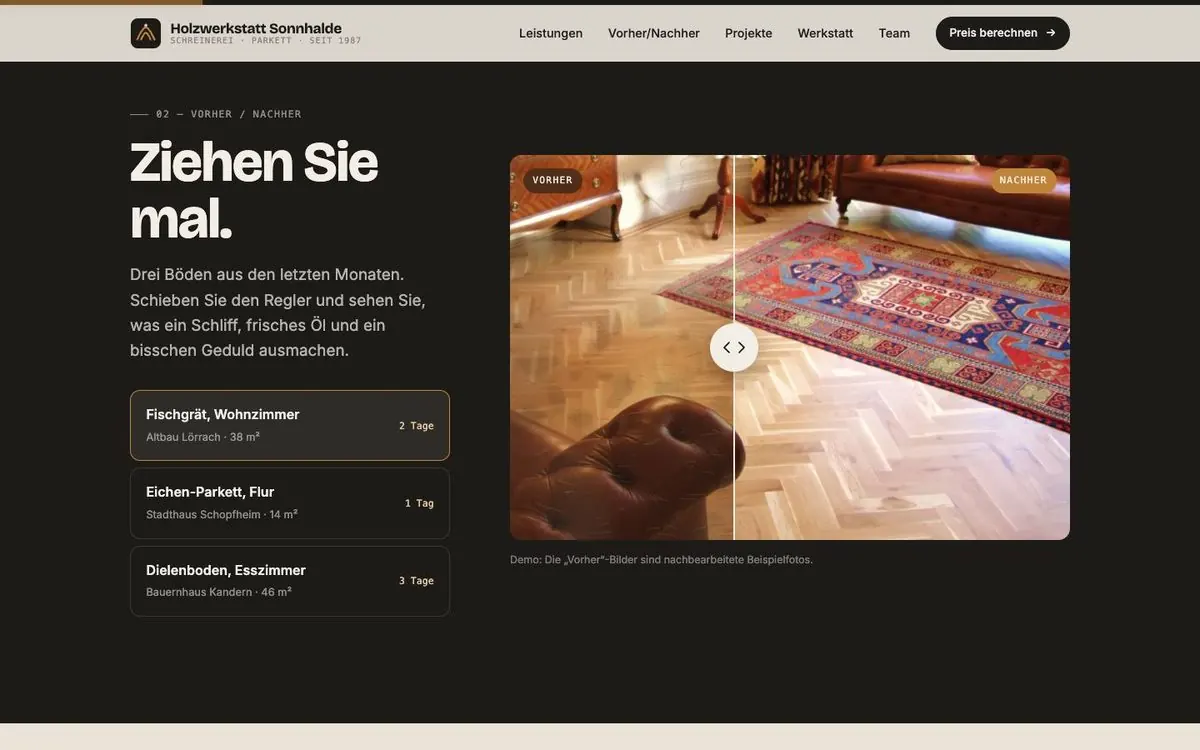 Holzwerkstatt Sonnhalde
SCHREINEREI · PARKETT · SEIT 1987
Leistungen
Vorher/Nachher
Projekte
Werkstatt
Team
Preis berechnen →
02 — VORHER / NACHHER
Ziehen Sie
mal.
Drei Böden aus den letzten Monaten.
Schieben Sie den Regler und sehen Sie,
was ein Schliff, frisches Öl und ein
bisschen Geduld ausmachen.
Fischgrät, Wohnzimmer
Altbau Lörrach · 38 m²
2 Tage
Eichen-Parkett, Flur
Stadthaus Schopfheim · 14 m²
1 Tag
Dielenboden, Esszimmer
Bauernhaus Kandern · 46 m²
3 Tage
VORHER
NACHHER
Demo: Die „Vorher"-Bilder sind nachbearbeitete Beispielfotos.